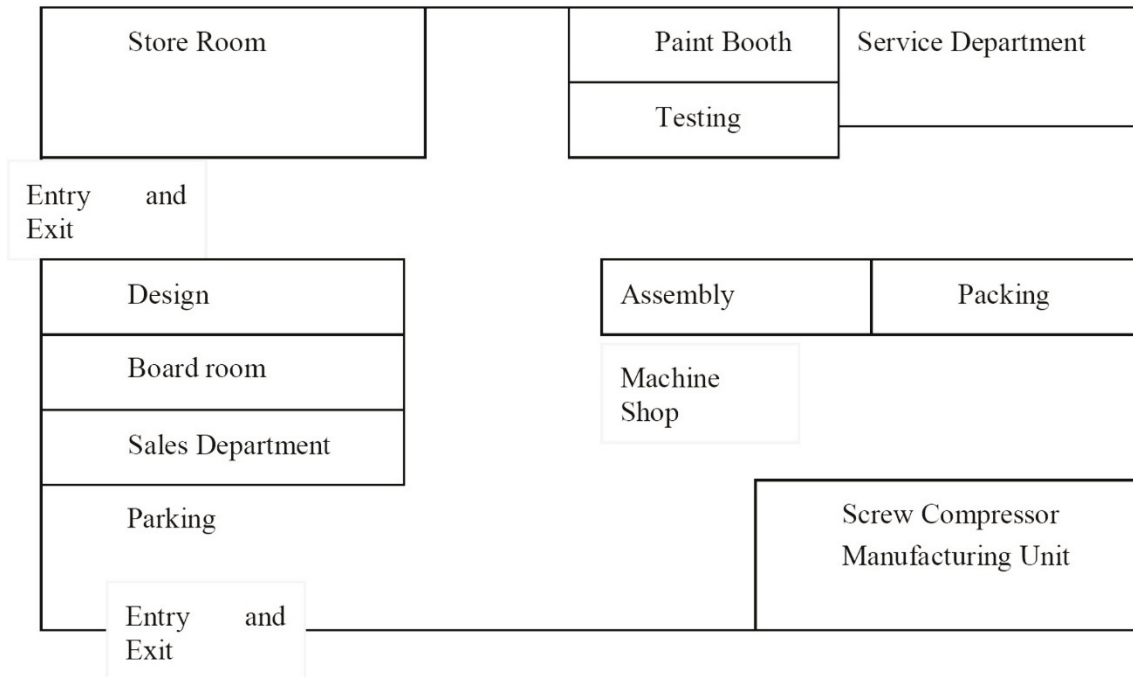 Store Room
Paint Booth
Service Department
Testing
Entry and
Exit
Design
Assembly
Packing
Board room
Machine
Shop
Sales Department
Parking
Screw Compressor
Manufacturing Unit
Entry and
Exit